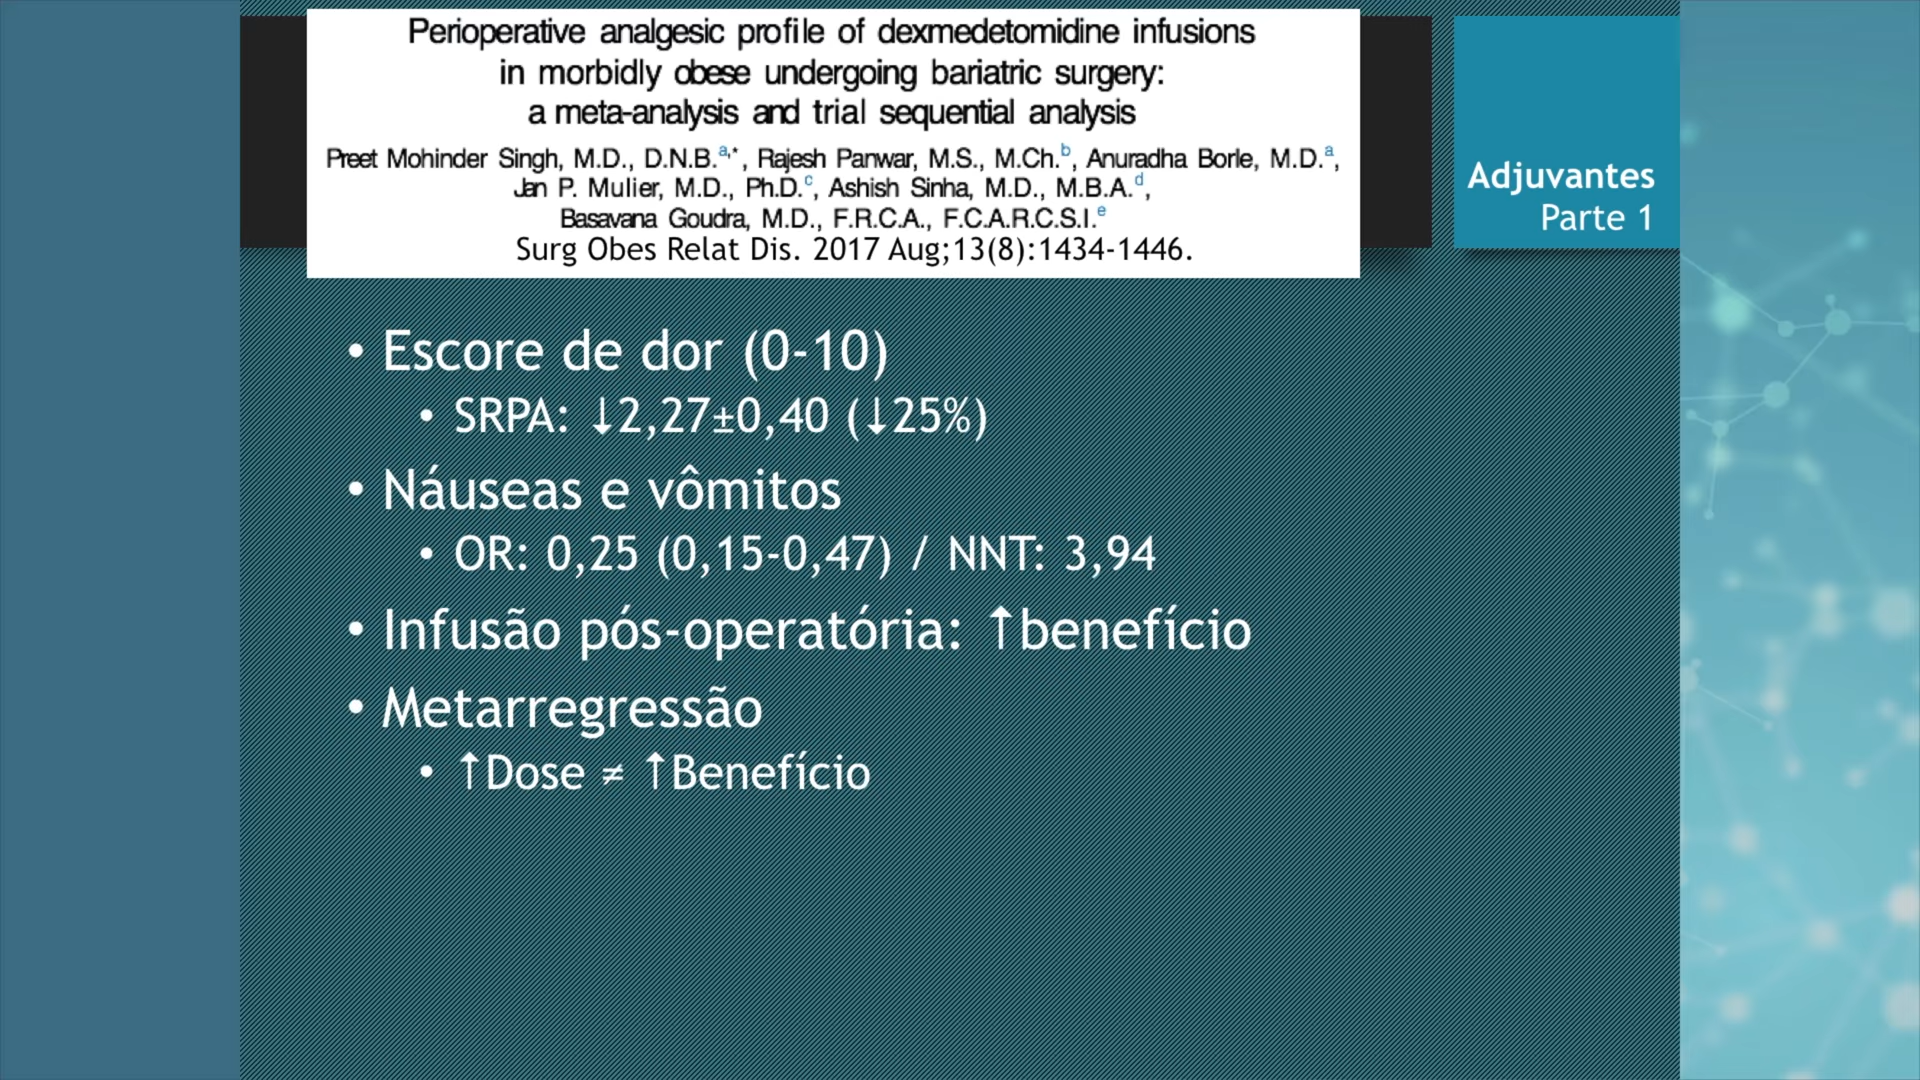 Perioperative analgesic profile of dexmedetomidine infusions
in morbidly obese undergoing bariatric surgery:
a meta-analysis and trial sequential analysis
Preet Mohinder Singh, M.D., D.N.B.a,*, Rajesh Panwar, M.S., M.Ch.b, Anuradha Borle, M.D.a,
Jan P. Mulier, M.D., Ph.D.c, Ashish Sinha, M.D., M.B.A.d,
Basavana Goudra, M.D., F.R.C.A., F.C.A.R.C.S.I.e
Surg Obes Relat Dis. 2017 Aug;13(8):1434-1446.
Adjuvantes
Parte 1
• Escore de dor (0-10)
• SRPA: ↓2,27±0,40 (↓25%)
• Náuseas e vômitos
• OR: 0,25 (0,15-0,47) / NNT: 3,94
• Infusão pós-operatória: ↑benefício
• Metarregressão
• ↑Dose ≠ ↑Benefício